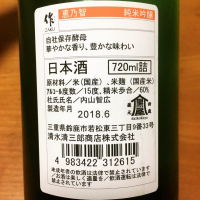 作
ZAKU
恵乃智
純米吟醸
自社保存酵母
華やかな香り、豊かな味わい
日本酒
720ml詰
原材料/米(国産)、米麹(国産米)
アルコール度数/15度、精米歩合/60%
杜氏氏名/内山智広
製造年月 2018.6
三重県鈴鹿市若松東三丁目9番33号
清水清三郎商店株式会社
4 983422 312615